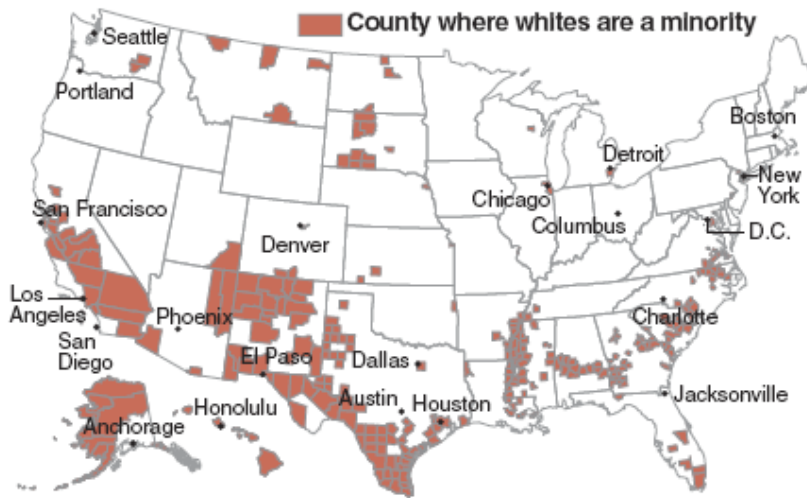 County where whites are a minority
Seattle
Portland
Boston
Detroit
New
York
Chicago
San Francisco
Columbus
D.C.
Denver
Los
Angeles
Phoenix
Charlotte
San
Diego
El Paso
Dallas
Austin
Houston
Jacksonville
Honolulu
Anchorage